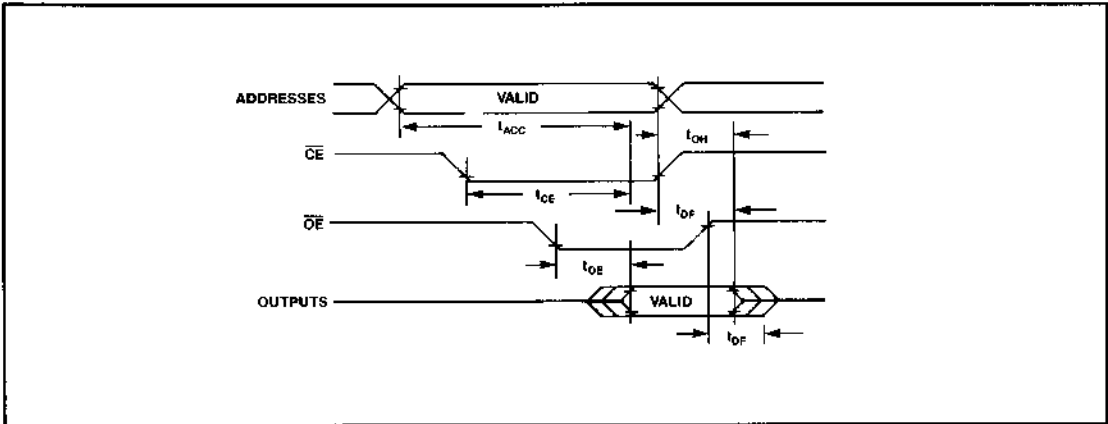 ADDRESSES VALID
tACC tOH
CE
tCE
tDF
OE
tOE
OUTPUTS VALID
tDF